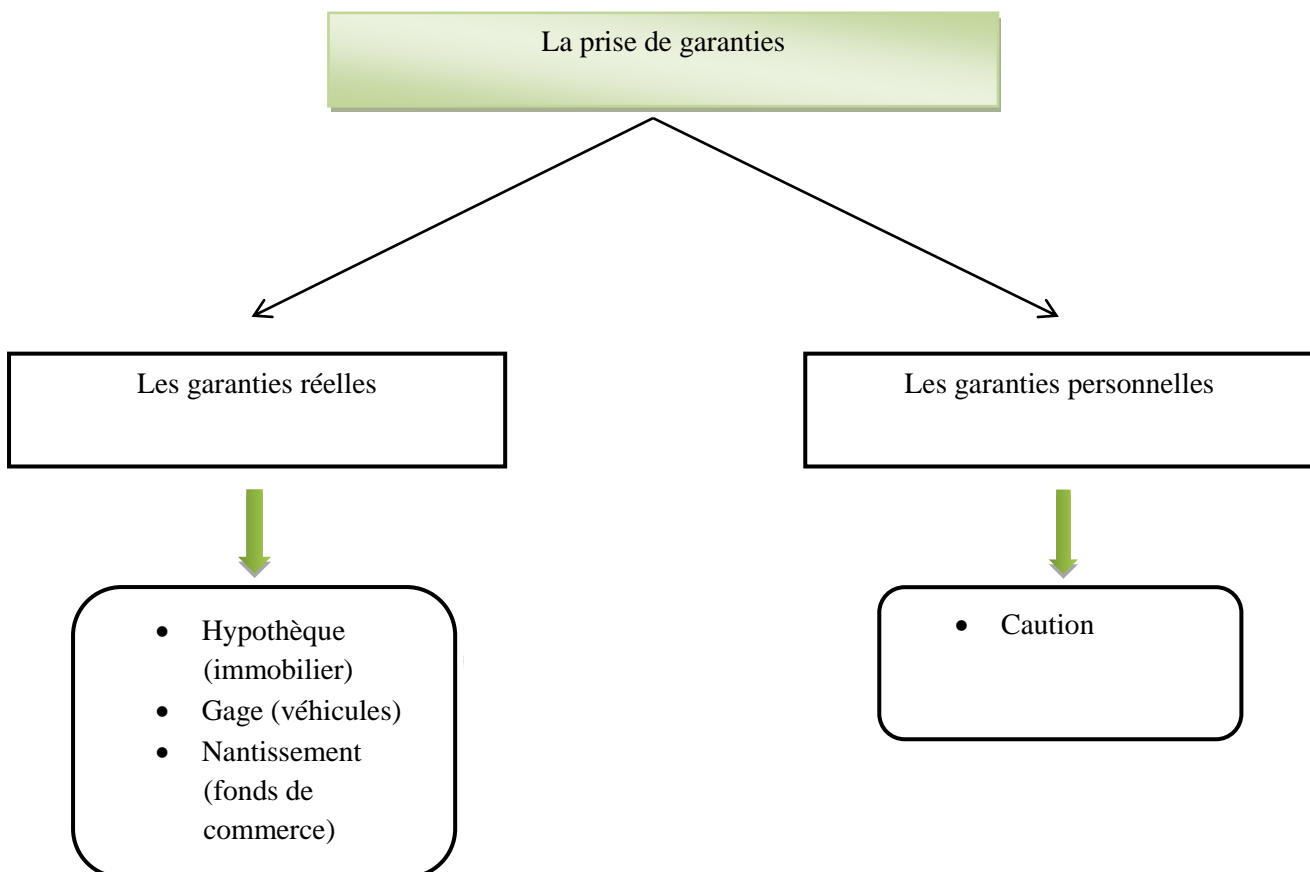 La prise de garanties
Les garanties réelles
Les garanties personnelles
• Hypothèque
(immobilier)
• Gage (véhicules)
• Nantissement
(fonds de
commerce)
• Caution